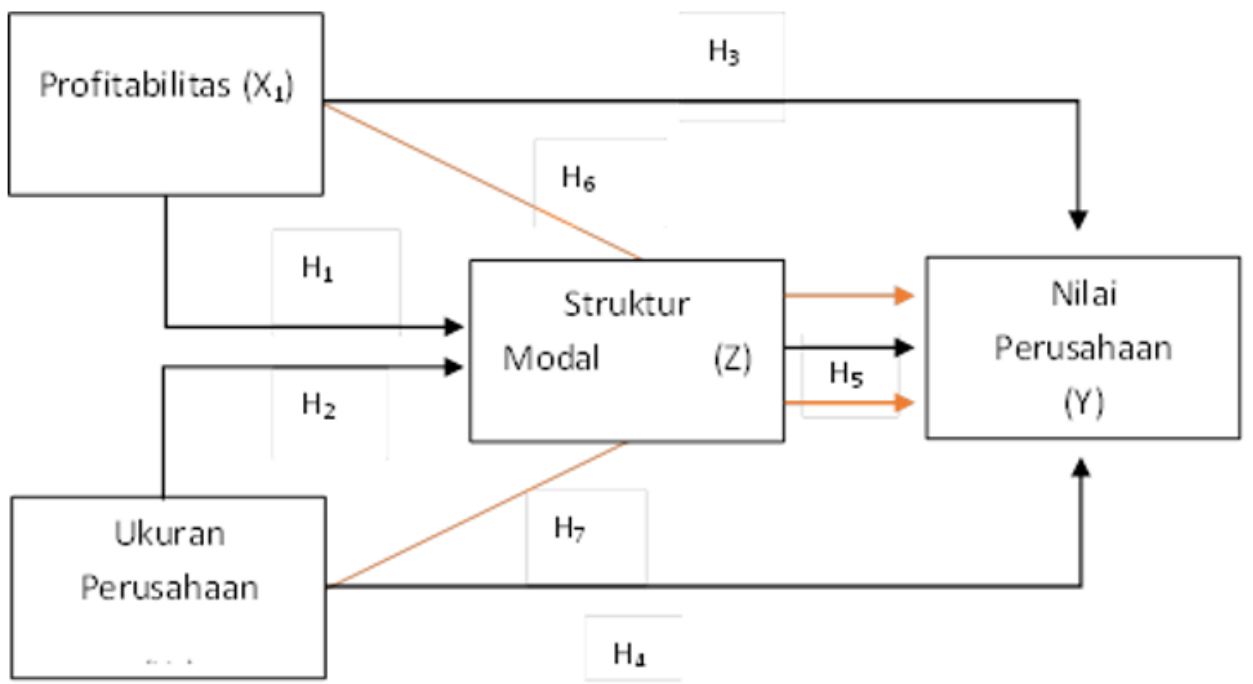 Profitabilitas (X₁)
H₃
H₆
H₁
Struktur
Modal (Z)
Nilai
Perusahaan
(Y)
H₅
H₂
Ukuran
Perusahaan
H₇
H₄